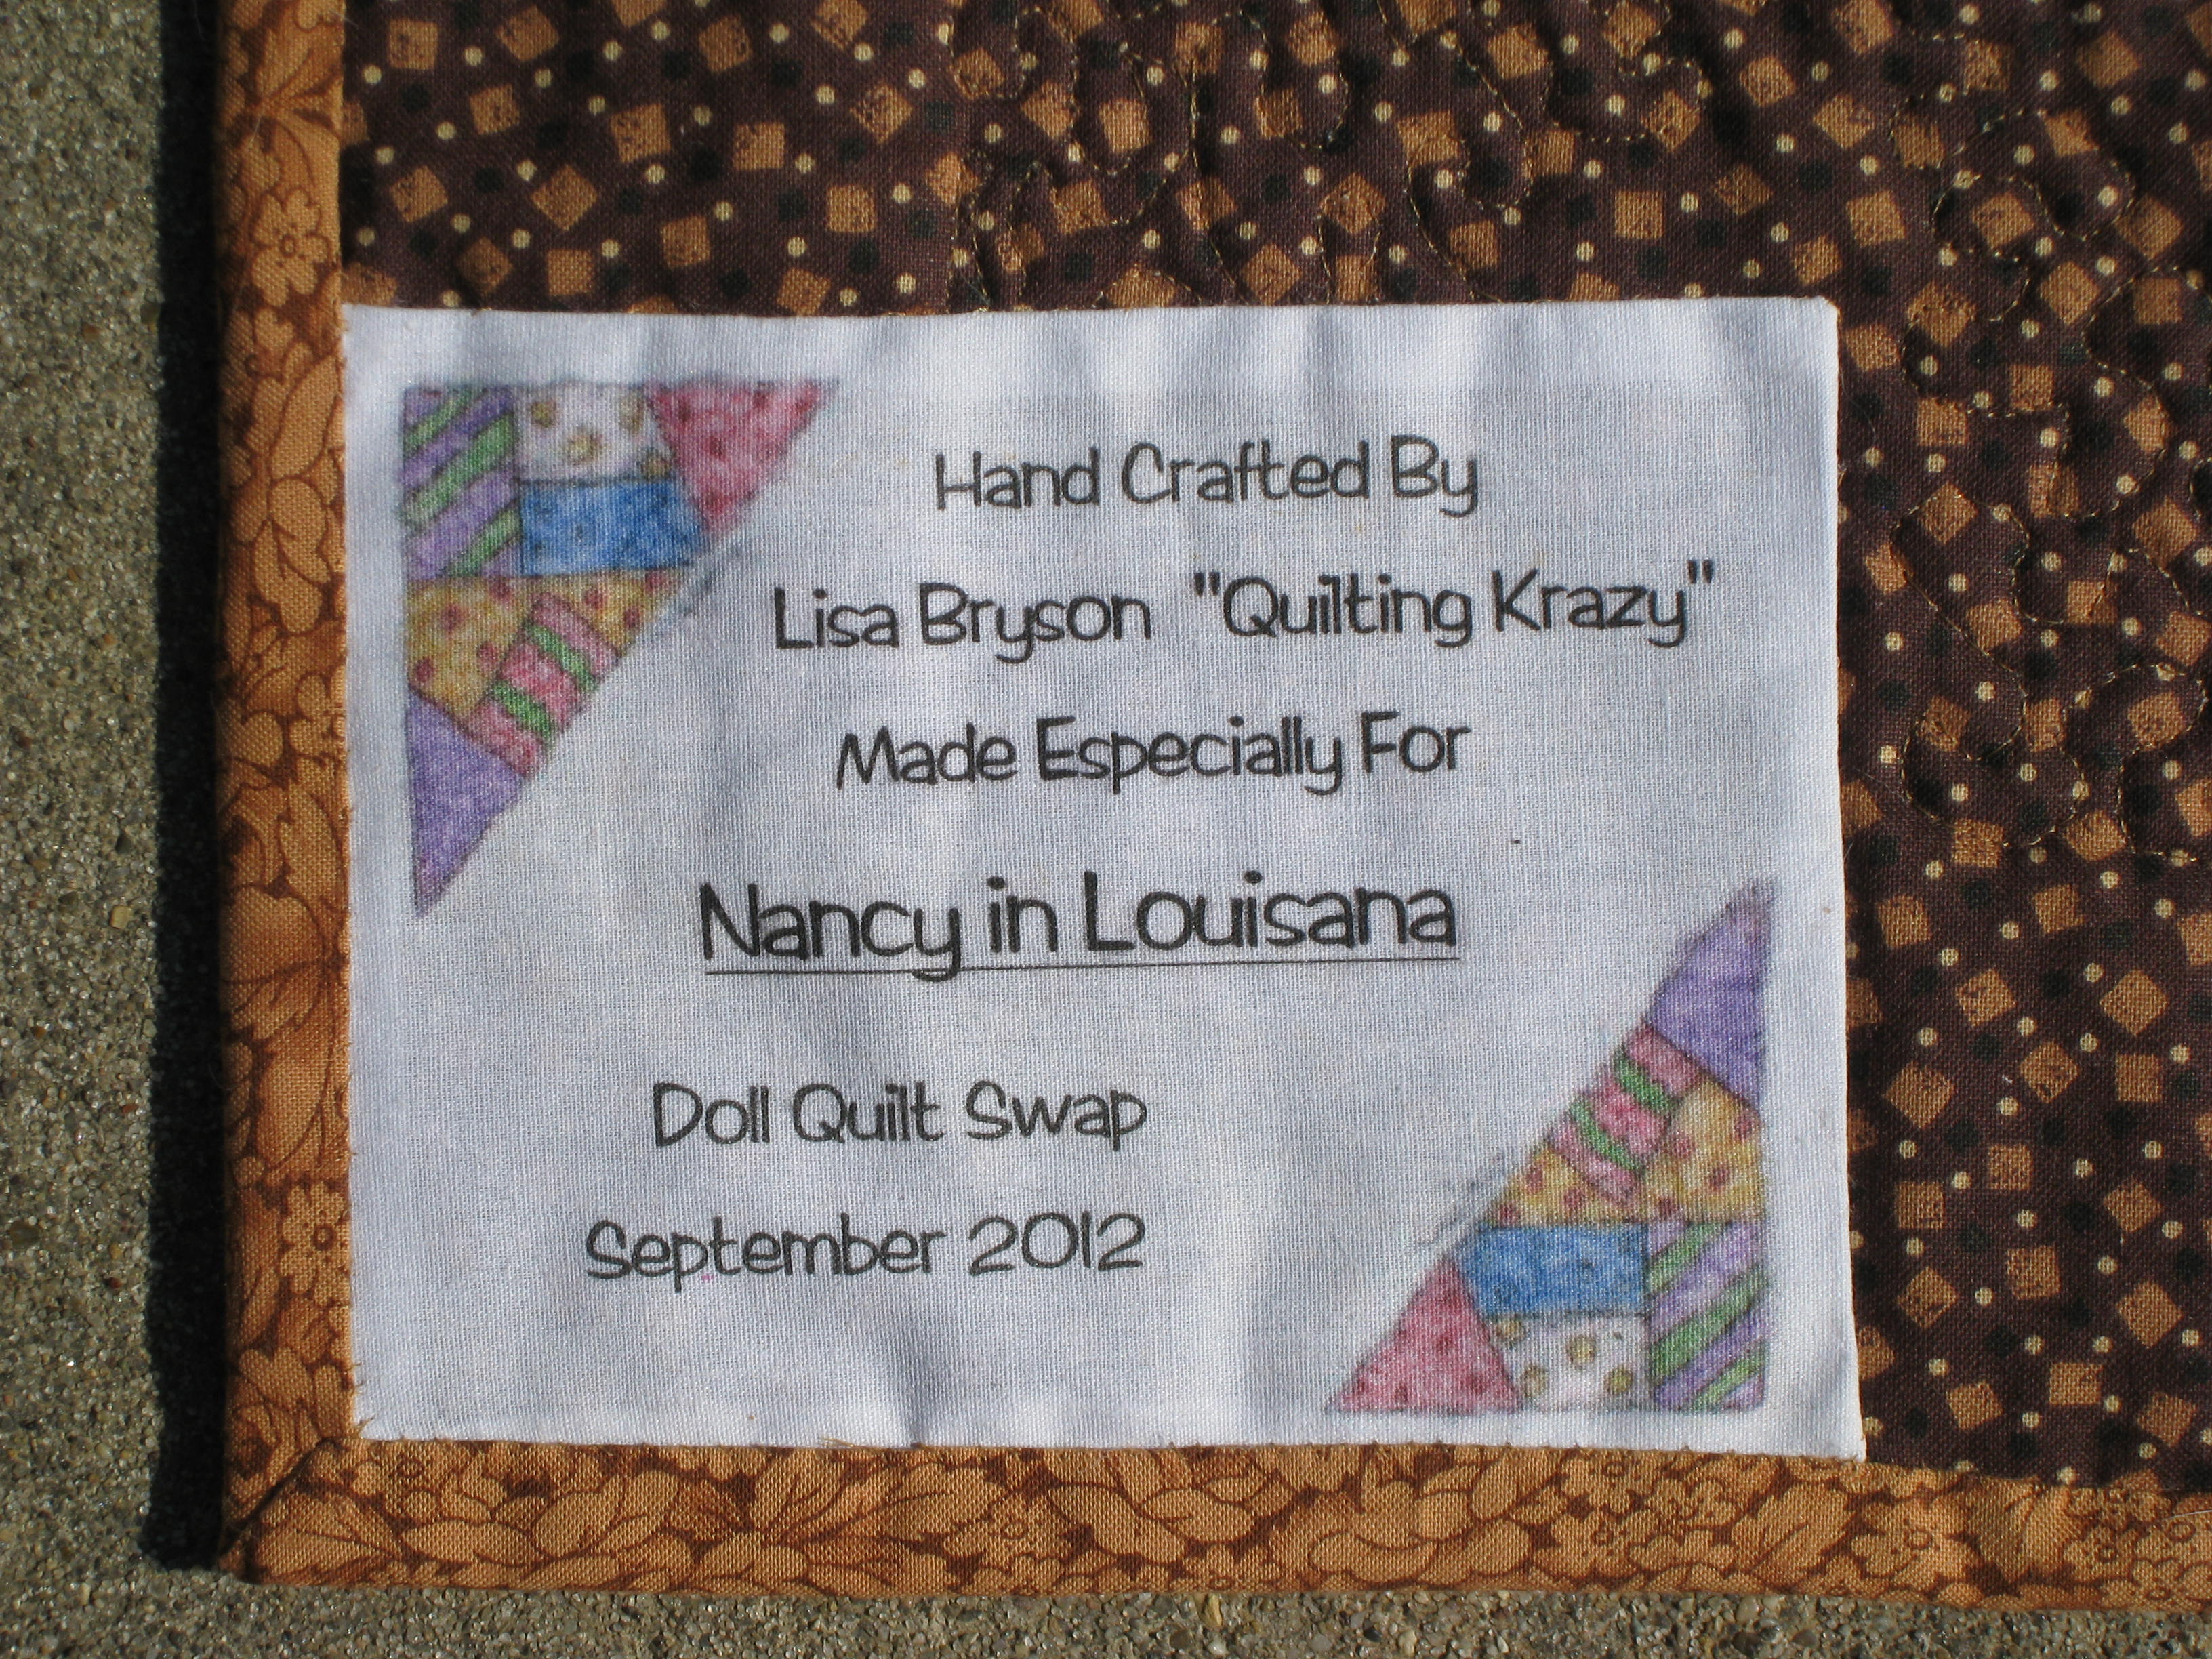 Hand Crafted By
Lisa Bryson "Quilting Krazy"
Made Especially For
Nancy in Louisana
Doll Quilt Swap
September 2012